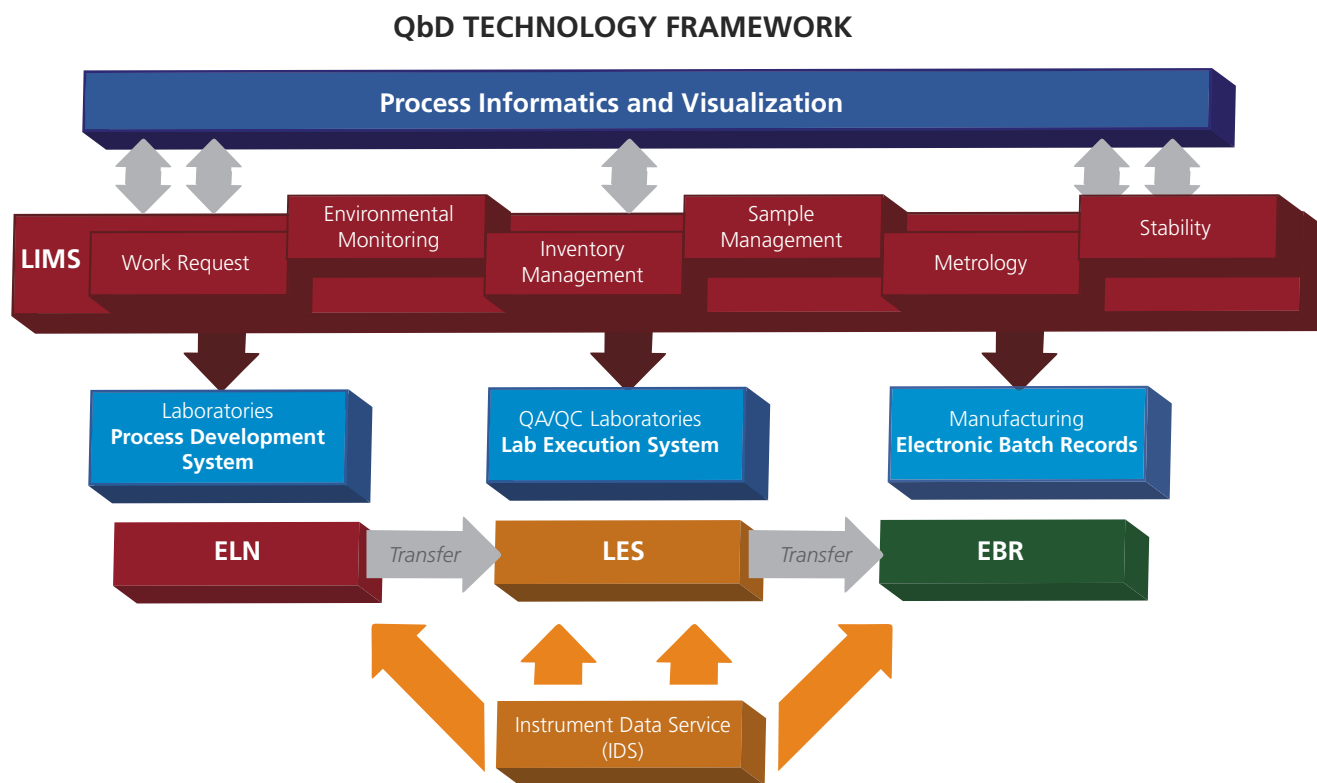 QbD TECHNOLOGY FRAMEWORK
Process Informatics and Visualization
LIMS
Work Request
Environmental
Monitoring
Inventory
Management
Sample
Management
Metrology
Stability
Laboratories
Process Development
System
QA/QC Laboratories
Lab Execution System
Manufacturing
Electronic Batch Records
ELN
Transfer
LES
Transfer
EBR
Instrument Data Service
(IDS)